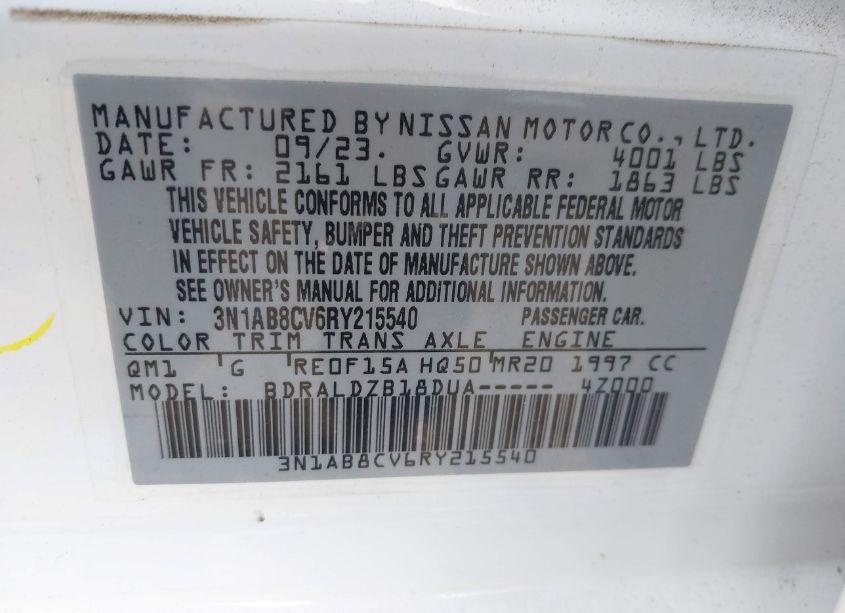 MANUFACTURED BY NISSAN MOTOR CO., LTD.
DATE: 09/23. GVWR: 4001 LBS
GAWR FR: 2161 LBS GAWR RR: 1863 LBS
THIS VEHICLE CONFORMS TO ALL APPLICABLE FEDERAL MOTOR
VEHICLE SAFETY, BUMPER AND THEFT PREVENTION STANDARDS
IN EFFECT ON THE DATE OF MANUFACTURE SHOWN ABOVE.
SEE OWNER'S MANUAL FOR ADDITIONAL INFORMATION.
VIN: 3N1AB8CV6RY215540 PASSENGER CAR.
COLOR TRIM TRANS AXLE ENGINE
QM1 G RE0F15A HQ50 MR20 1997 CC
MODEL: BDRALDZB18DUA----- 4Z000
3N1AB8CV6RY215540